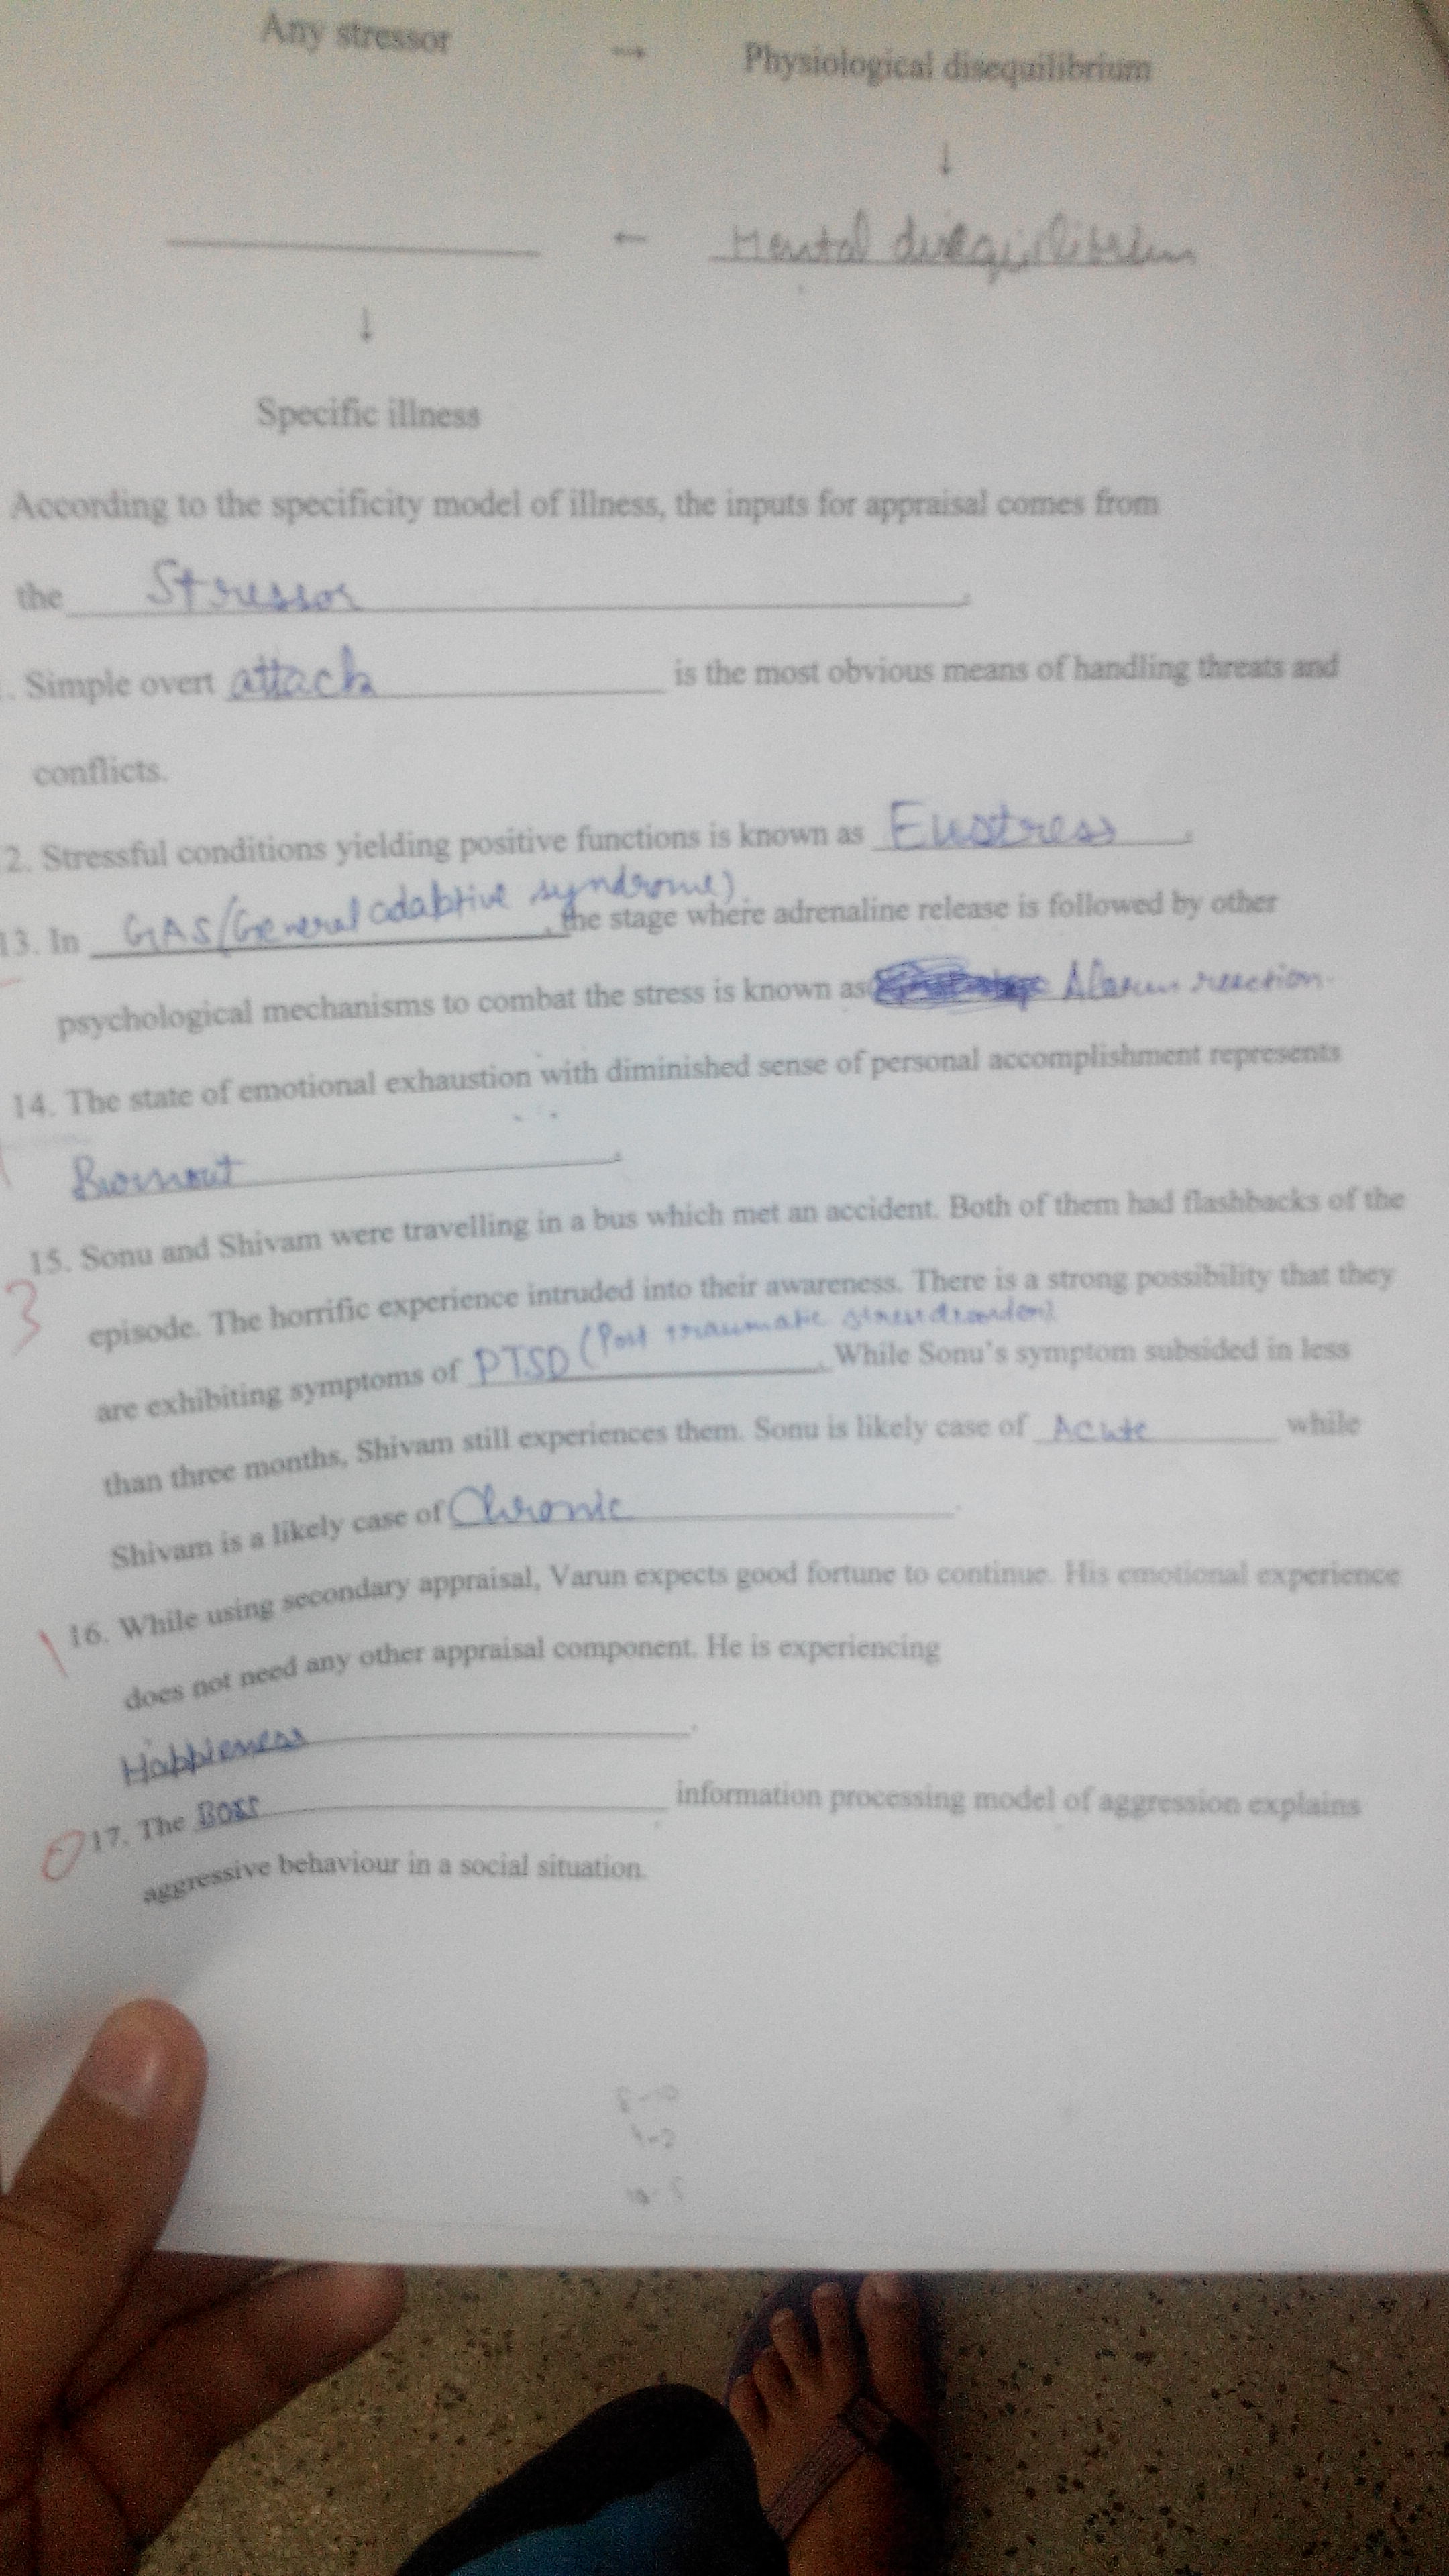 Any stressor → Physiological disequilibrium
↓
← Mental disequilibrium
↓
Specific illness
According to the specificity model of illness, the inputs for appraisal comes from
the Stressor.
. Simple overt attack is the most obvious means of handling threats and
conflicts.
2. Stressful conditions yielding positive functions is known as Eustress.
13. In GAS (General adaptive syndrome), the stage where adrenaline release is followed by other
psychological mechanisms to combat the stress is known as Alarm reaction.
14. The state of emotional exhaustion with diminished sense of personal accomplishment represents
Burnout.
15. Sonu and Shivam were travelling in a bus which met an accident. Both of them had flashbacks of the
3
episode. The horrific experience intruded into their awareness. There is a strong possibility that they
are exhibiting symptoms of PTSD (Post traumatic. While Sonu's symptom subsided in less
than three months, Shivam still experiences them. Sonu is likely case of Acute while
Shivam is a likely case of Chronic.
1 16. While using secondary appraisal, Varun expects good fortune to continue. His emotional experience
does not need any other appraisal component. He is experiencing
Happieness.
0 17. The Boss information processing model of aggression explains
aggressive behaviour in a social situation.